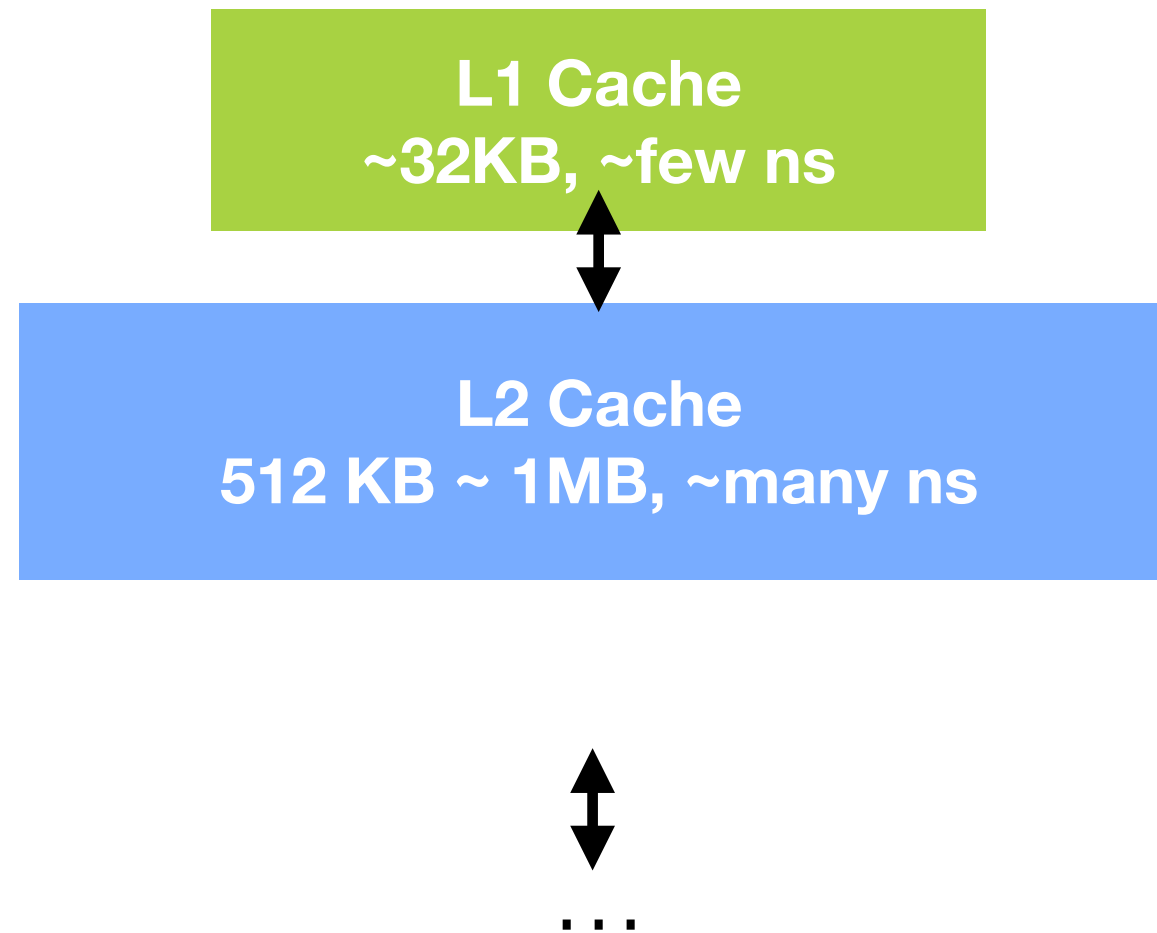 L1 Cache
~32KB, ~few ns
L2 Cache
512 KB ~ 1MB, ~many ns
...